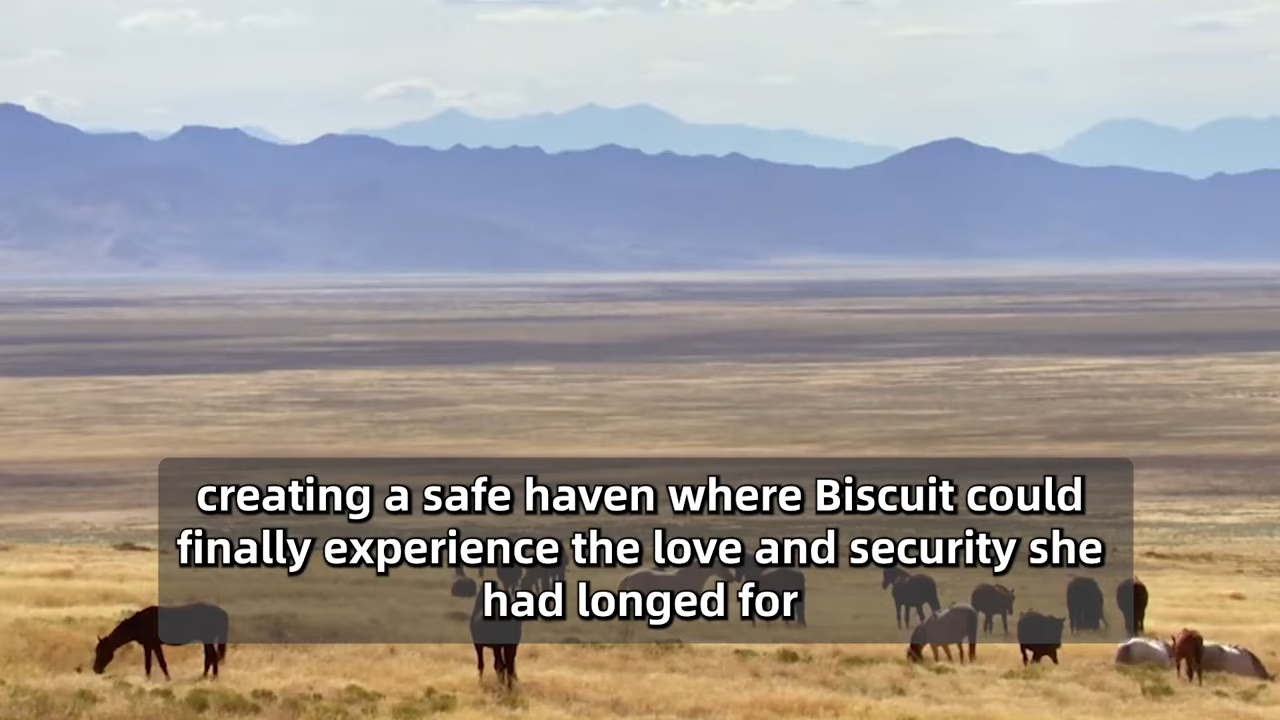 creating a safe haven where Biscuit could
finally experience the love and security she
had longed for